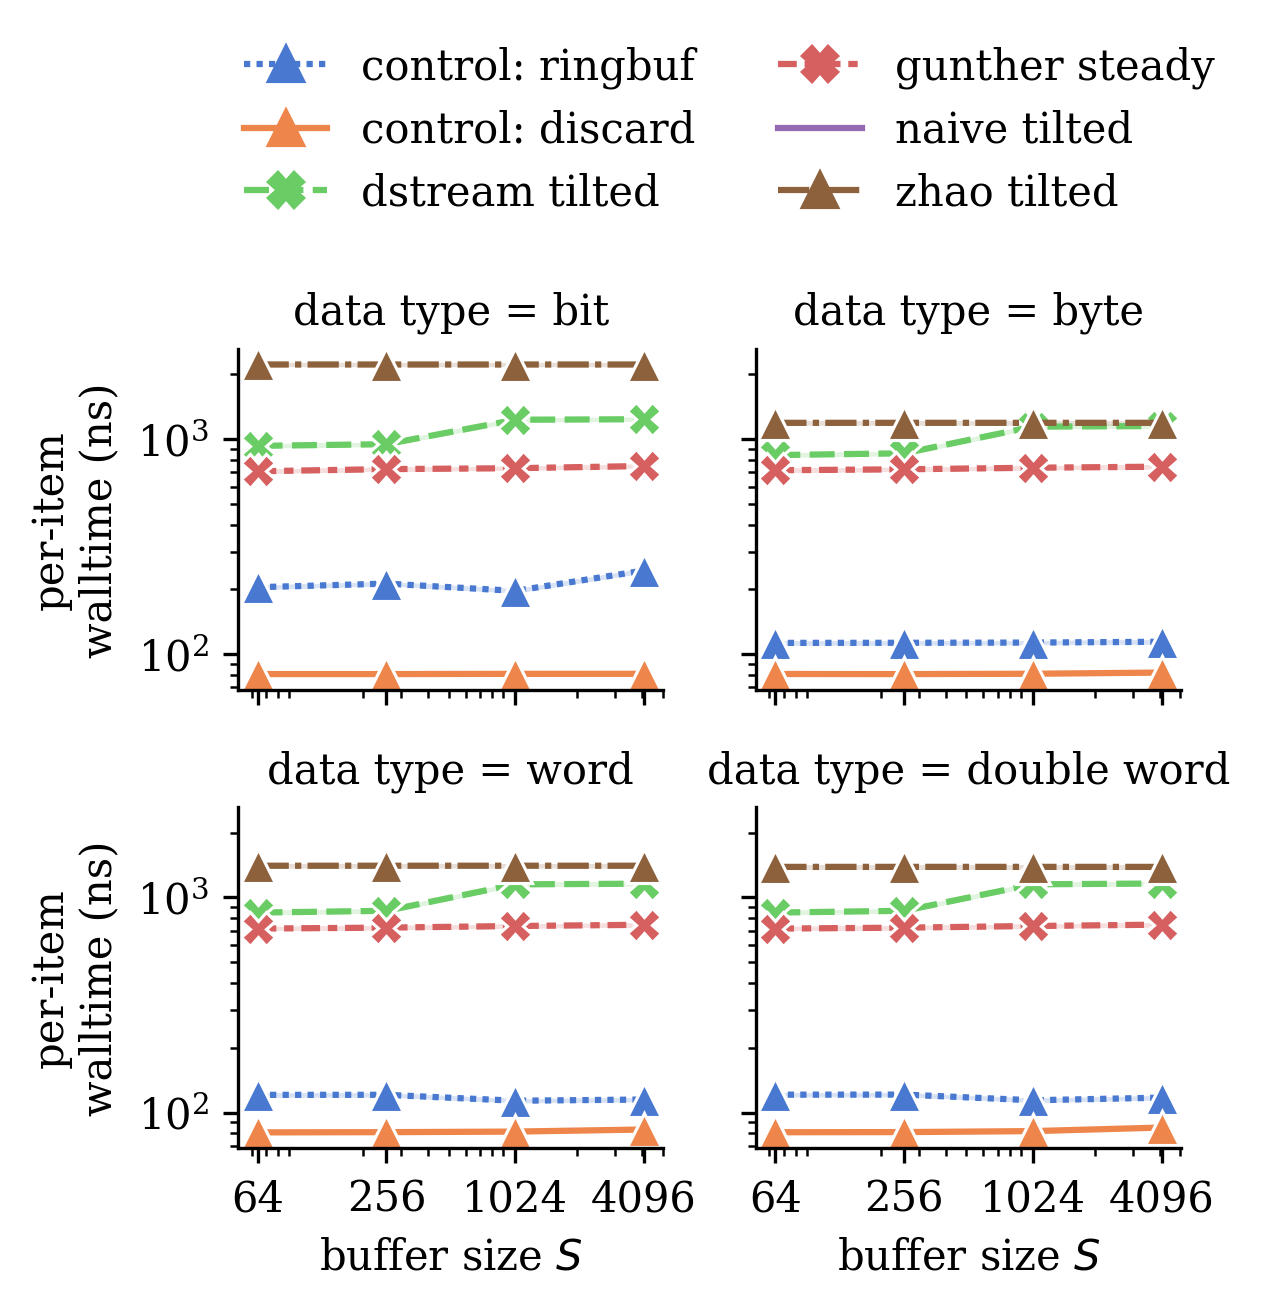 control: ringbuf
control: discard
dstream tilted
gunther steady
naive tilted
zhao tilted
data type = bit
data type = byte
per-item
walltime (ns)
10³
10²
data type = word
data type = double word
per-item
walltime (ns)
10³
10²
64 256 1024 4096
64 256 1024 4096
buffer size S
buffer size S